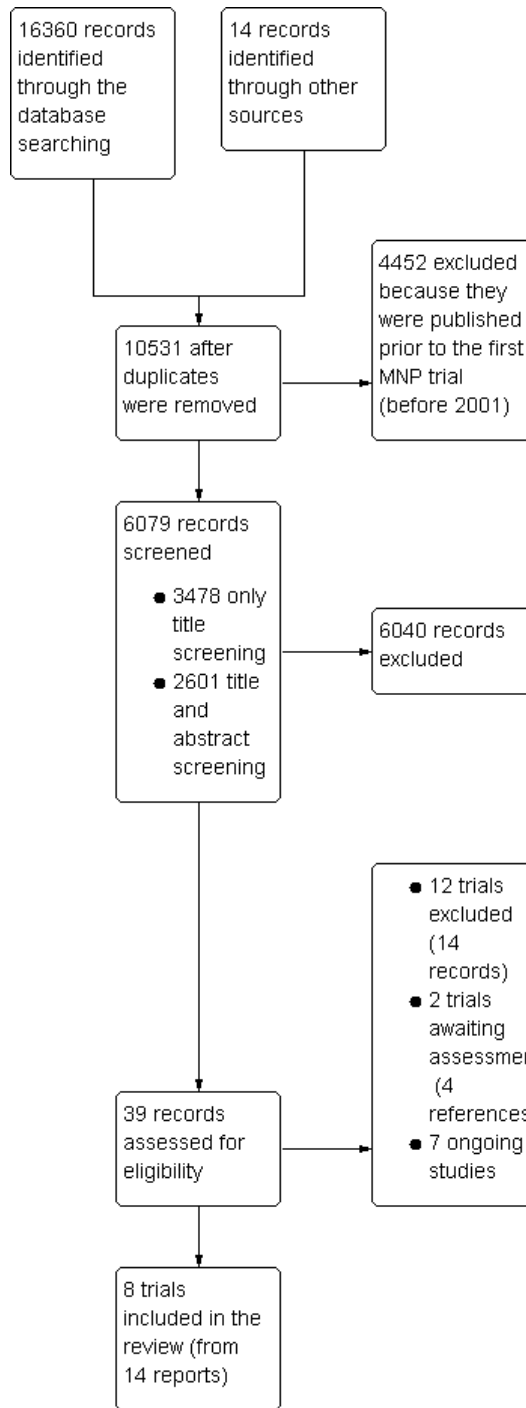 16360 records
identified
through the
database
searching
14 records
identified
through other
sources
4452 excluded
because they
were published
prior to the first
MNP trial
(before 2001)
10531 after
duplicates
were removed
6079 records
screened
● 3478 only
title
screening
● 2601 title
and
abstract
screening
6040 records
excluded
● 12 trials
excluded
(14
records)
● 2 trials
awaiting
assessmen
(4
references
● 7 ongoing
studies
39 records
assessed for
eligibility
8 trials
included in the
review (from
14 reports)